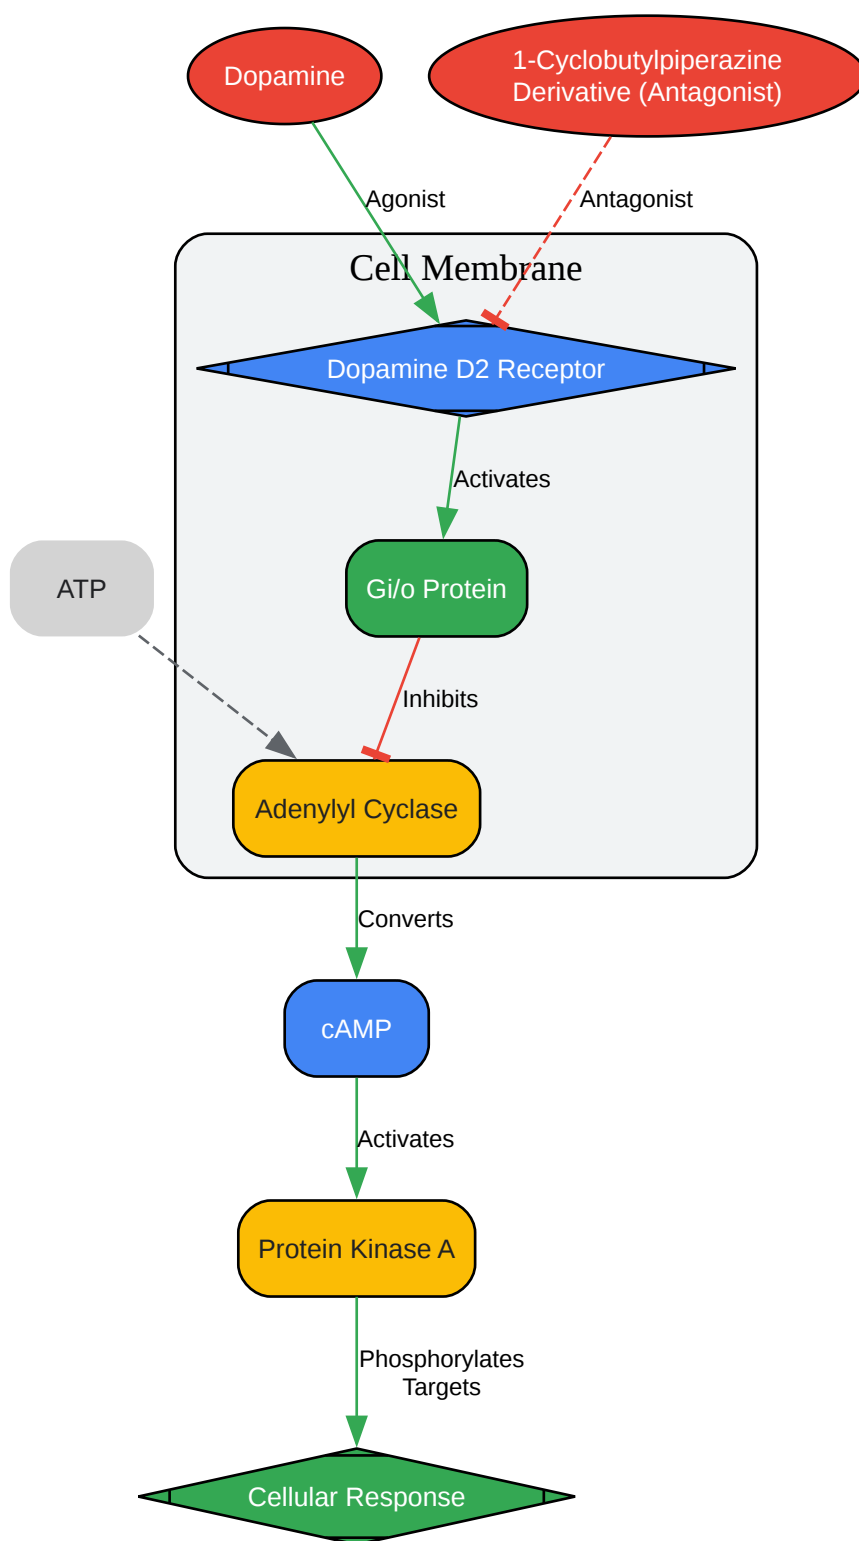 Dopamine
1-Cyclobutylpiperazine
Derivative (Antagonist)
Agonist
Antagonist
Cell Membrane
Dopamine D2 Receptor
Activates
ATP
Gi/o Protein
Inhibits
Adenylyl Cyclase
Converts
cAMP
Activates
Protein Kinase A
Phosphorylates
Targets
Cellular Response